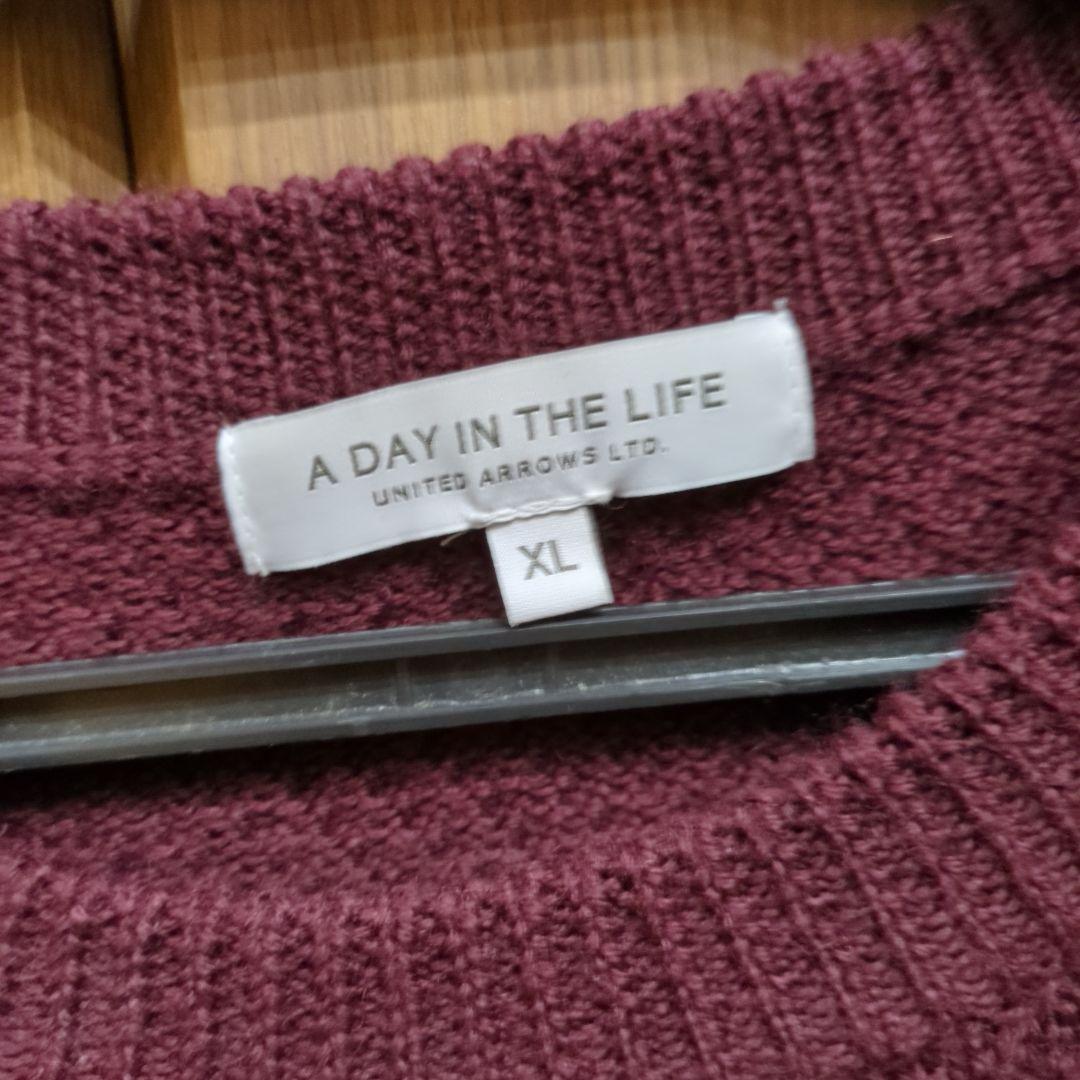 A DAY IN THE LIFE
UNITED ARROWS LTD.
XL